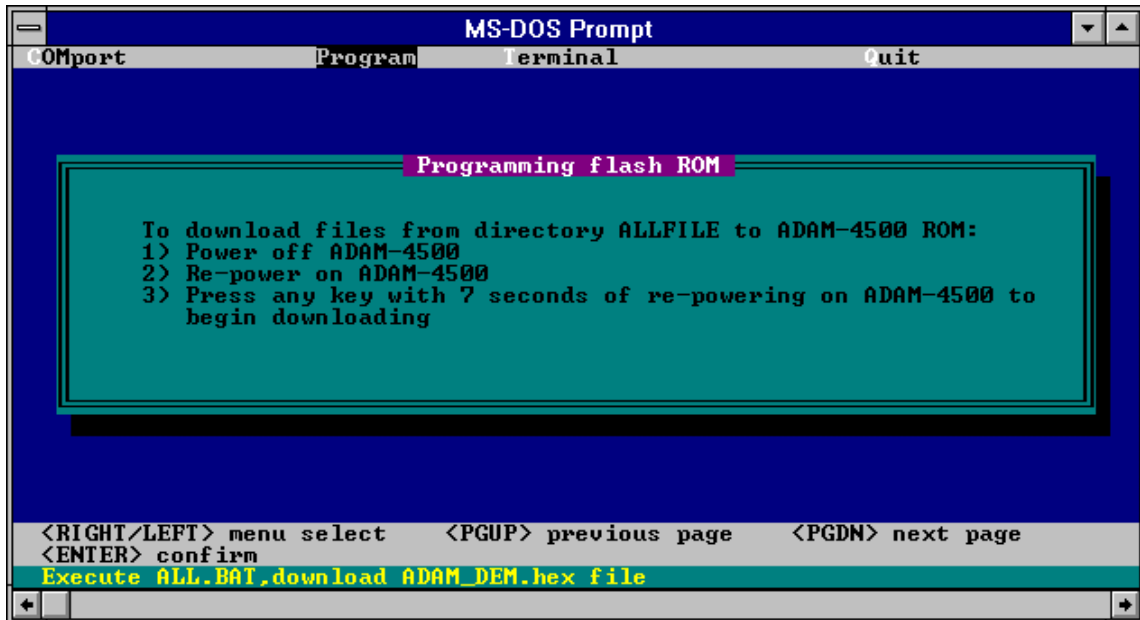 MS-DOS Prompt
COMport Program Terminal Quit
Programming flash ROM
To download files from directory ALLFILE to ADAM-4500 ROM:
1) Power off ADAM-4500
2) Re-power on ADAM-4500
3) Press any key with 7 seconds of re-powering on ADAM-4500 to
begin downloading
<RIGHT/LEFT> menu select <PGUP> previous page <PGDN> next page
<ENTER> confirm
Execute ALL.BAT,download ADAM_DEM.hex file